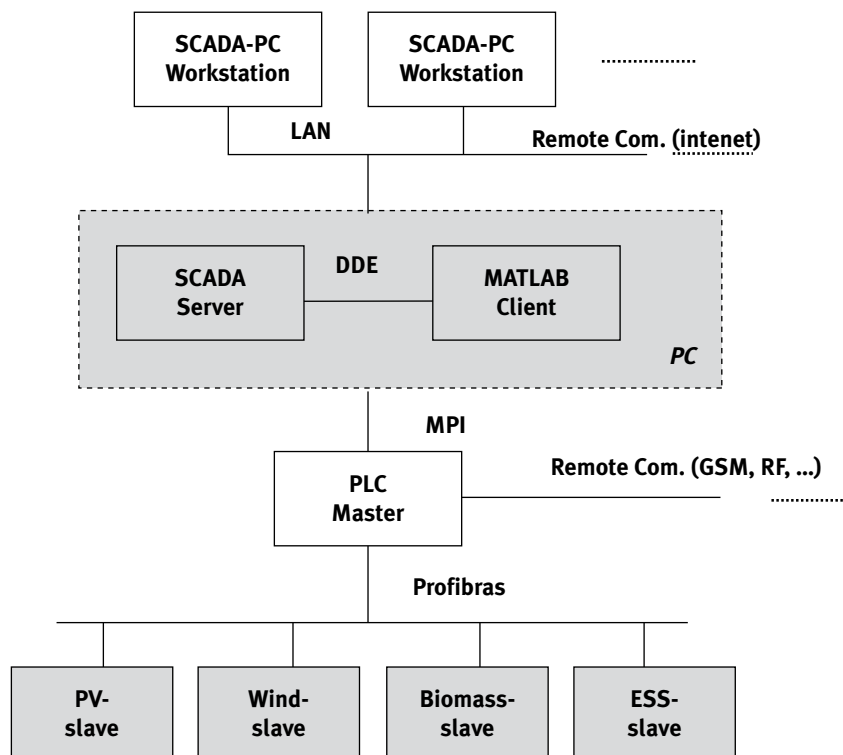 SCADA-PC
Workstation
SCADA-PC
Workstation
LAN
Remote Com. (intenet)
SCADA
Server
DDE
MATLAB
Client
PC
MPI
PLC
Master
Remote Com. (GSM, RF, ...)
Profibras
PV-
slave
Wind-
slave
Biomass-
slave
ESS-
slave